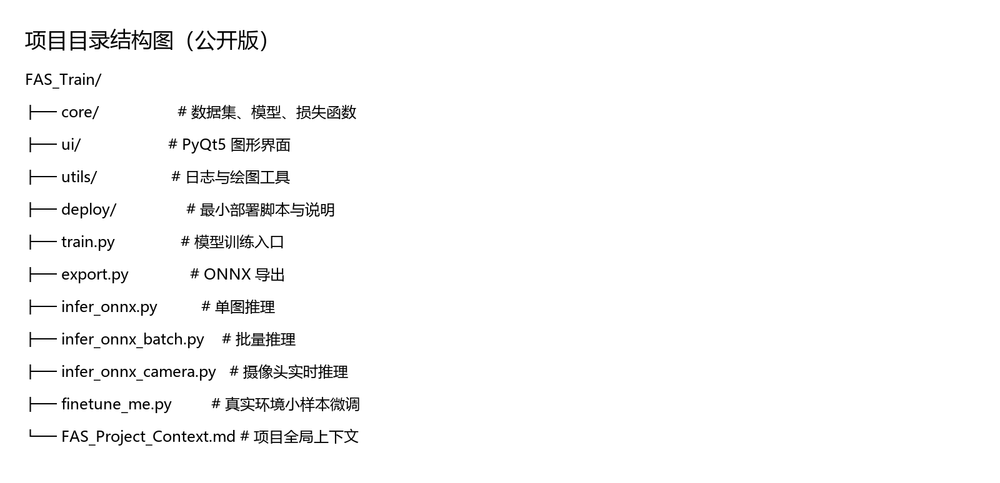 项目目录结构图（公开版）
FAS_Train/
├── core/                    # 数据集、模型、损失函数
├── ui/                      # PyQt5 图形界面
├── utils/                   # 日志与绘图工具
├── deploy/                  # 最小部署脚本与说明
├── train.py                 # 模型训练入口
├── export.py                # ONNX 导出
├── infer_onnx.py            # 单图推理
├── infer_onnx_batch.py      # 批量推理
├── infer_onnx_camera.py     # 摄像头实时推理
├── finetune_me.py           # 真实环境小样本微调
└── FAS_Project_Context.md # 项目全局上下文